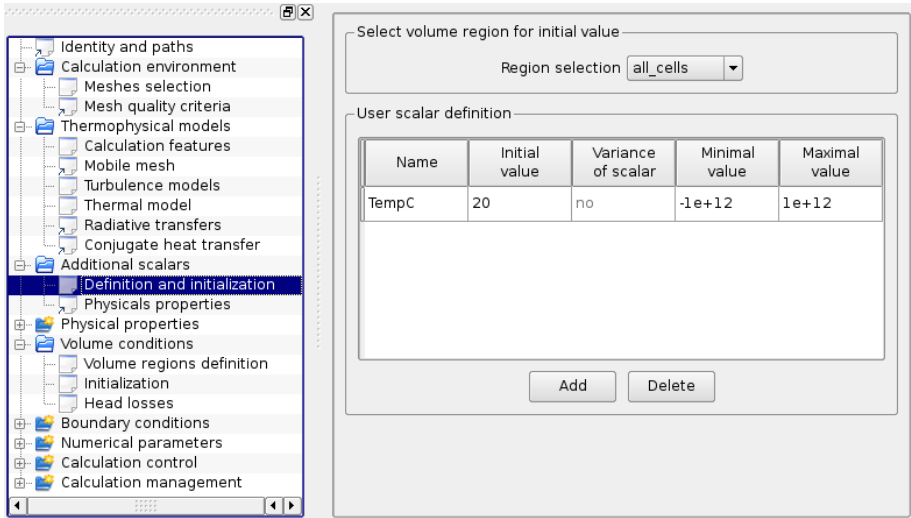 Identity and paths
Calculation environment
Meshes selection
Mesh quality criteria
Thermophysical models
Calculation features
Mobile mesh
Turbulence models
Thermal model
Radiative transfers
Conjugate heat transfer
Additional scalars
Definition and initialization
Physicals properties
Physical properties
Volume conditions
Volume regions definition
Initialization
Head losses
Boundary conditions
Numerical parameters
Calculation control
Calculation management
Select volume region for initial value
Region selection all_cells
User scalar definition
Name Initial value Variance of scalar Minimal value Maximal value
TempC 20 no -1e+12 1e+12
Add Delete